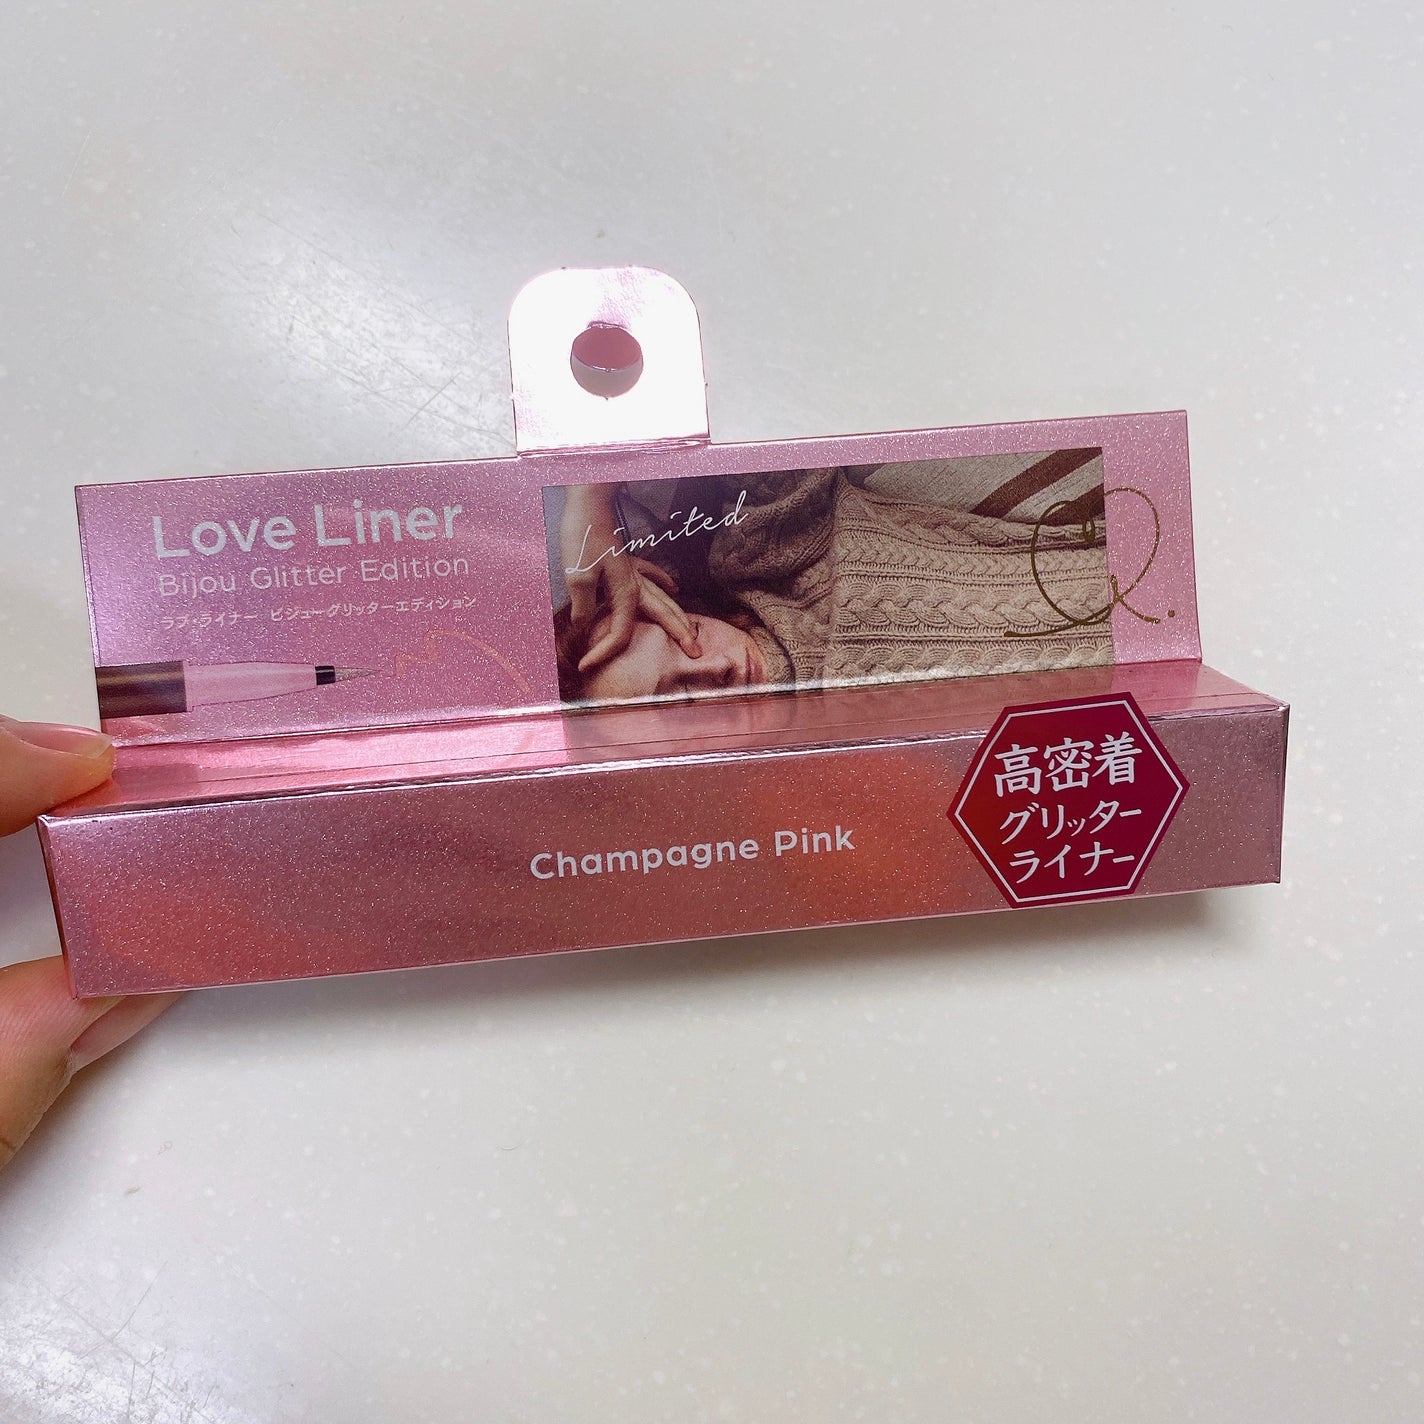 Love Liner
Bijou Glitter Edition
ラブ・ライナー ビジューグリッターエディション
Limited
Champagne Pink
高密着
グリッター
ライナー